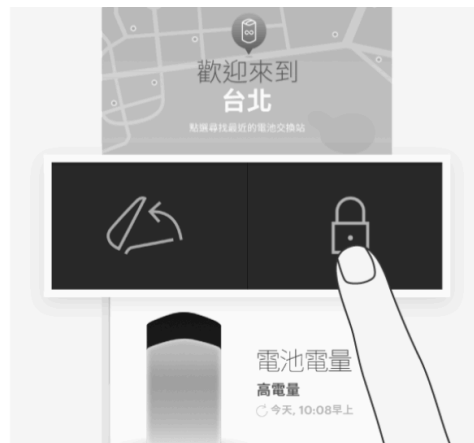 歡迎來到
台北
點選尋找最近的電池交換站
電池電量
高電量
今天, 10:08早上